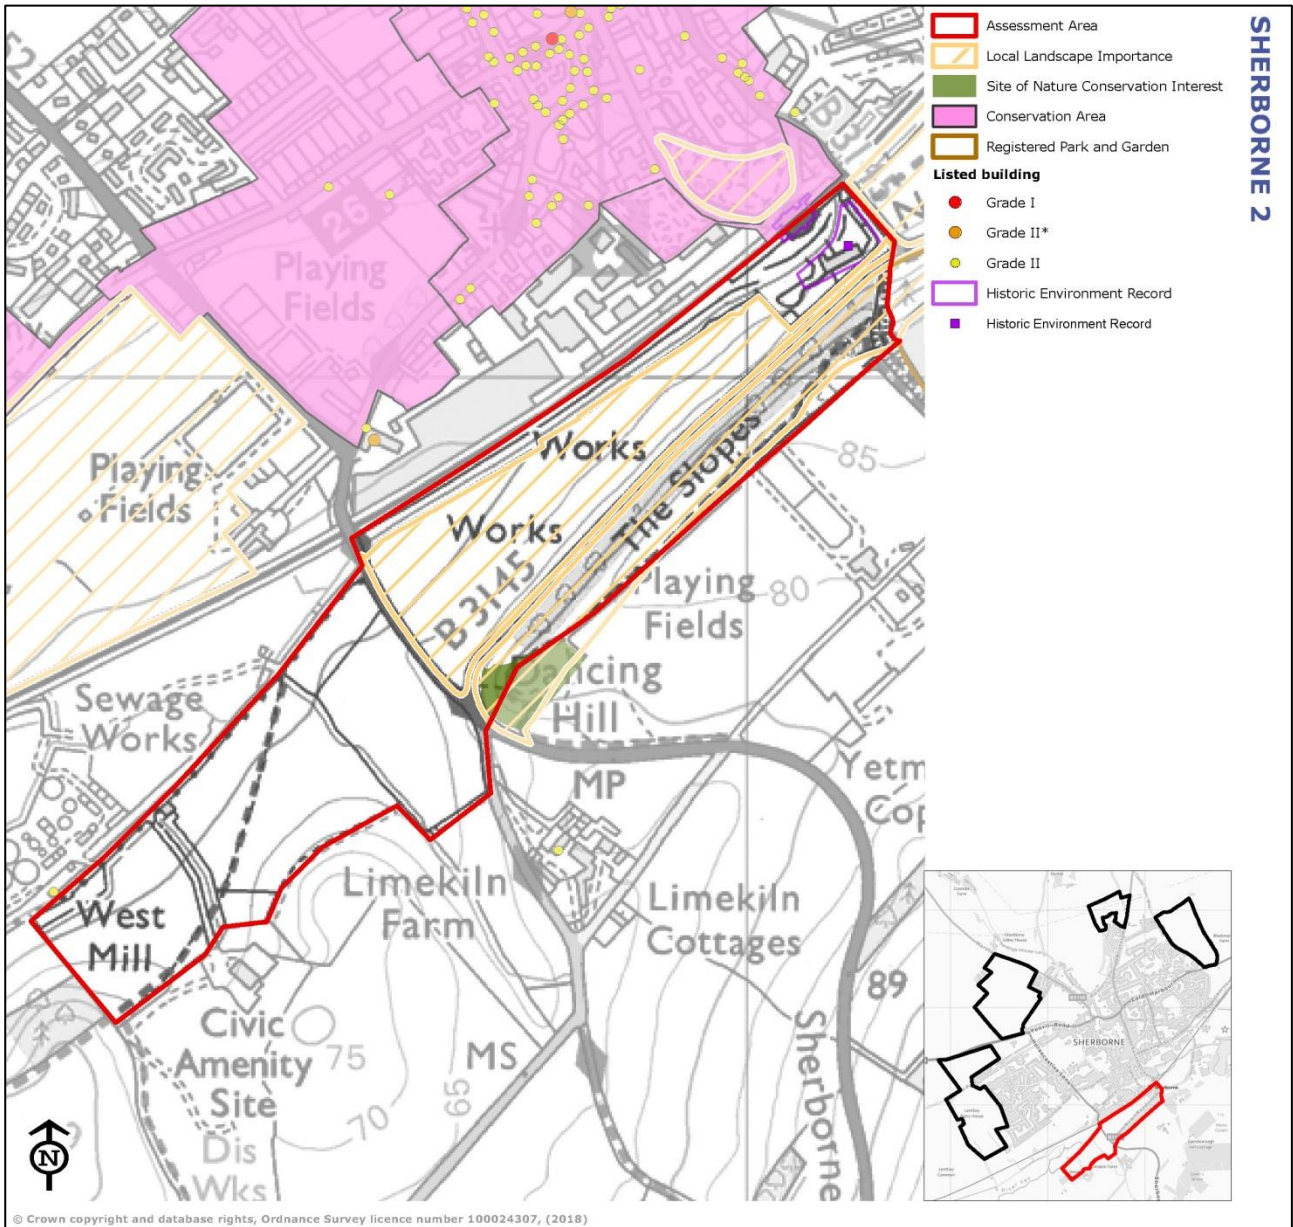 SHERBORNE 2
Assessment Area
Local Landscape Importance
Site of Nature Conservation Interest
Conservation Area
Registered Park and Garden
Listed building
Grade I
Grade II*
Grade II
Historic Environment Record
Historic Environment Record
26
Playing
Fields
Playing
Fields
Works
Works
The Slopes
B 3145
85
80
Playing
Fields
Dancing
Hill
Sewage
Works
MP
Limekiln
Farm
Limekiln
Cottages
West
Mill
Civic
Amenity
Site
75
70
65
MS
89
Sherborne
Dis
Wks
N
SHERBORNE
© Crown copyright and database rights, Ordnance Survey licence number 100024307, (2018)